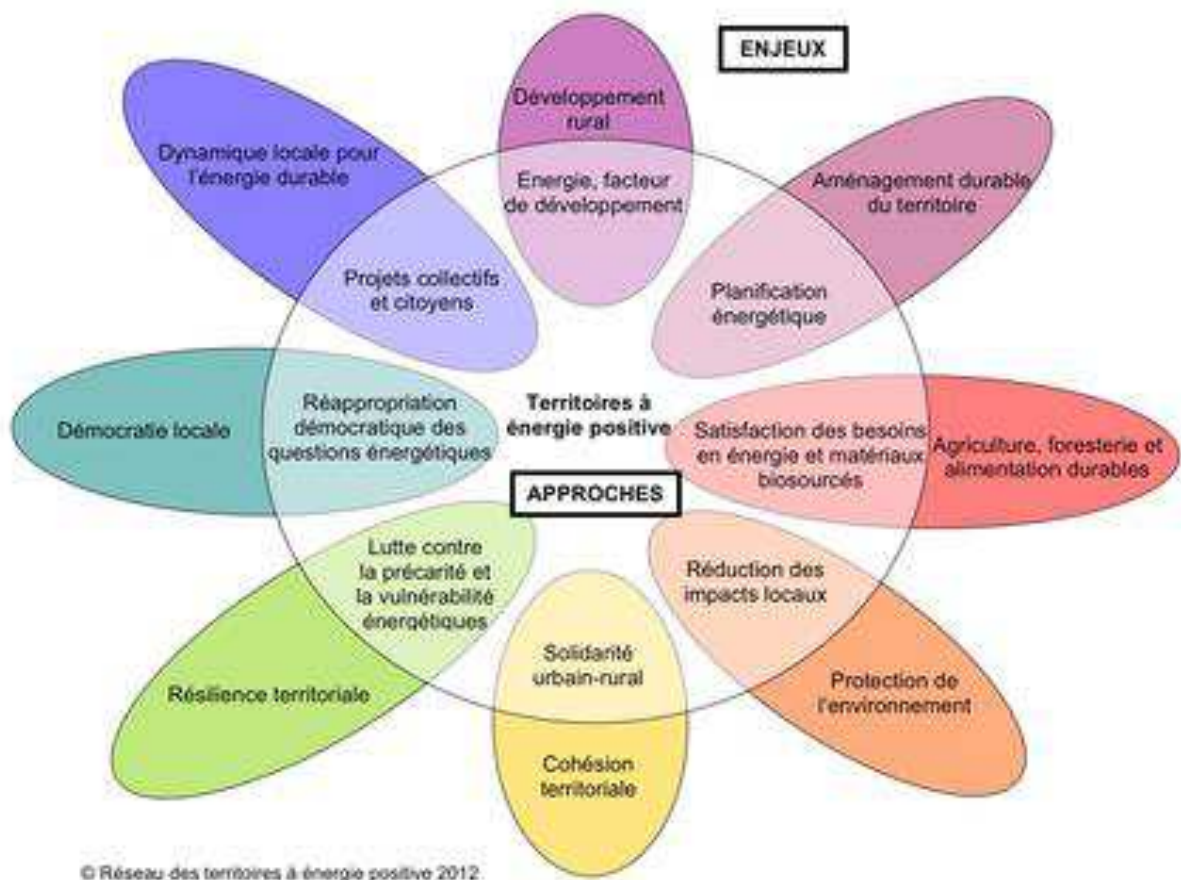 ENJEUX
Développement
rural
Energie, facteur
de développement
Dynamique locale pour
l'énergie durable
Projets collectifs
et citoyens
Aménagement durable
du territoire
Planification
énergétique
Démocratie locale
Réappropriation
démocratique des
questions énergétiques
Territoires à
énergie positive
APPROCHES
Satisfaction des besoins
en énergie et matériaux
biosourcés
Agriculture, foresterie et
alimentation durables
Lutte contre
la précarité et
la vulnérabilité
énergétiques
Résilience territoriale
Réduction des
impacts locaux
Protection de
l'environnement
Solidarité
urbain-rural
Cohésion
territoriale
© Réseau des territoires à énergie positive 2012